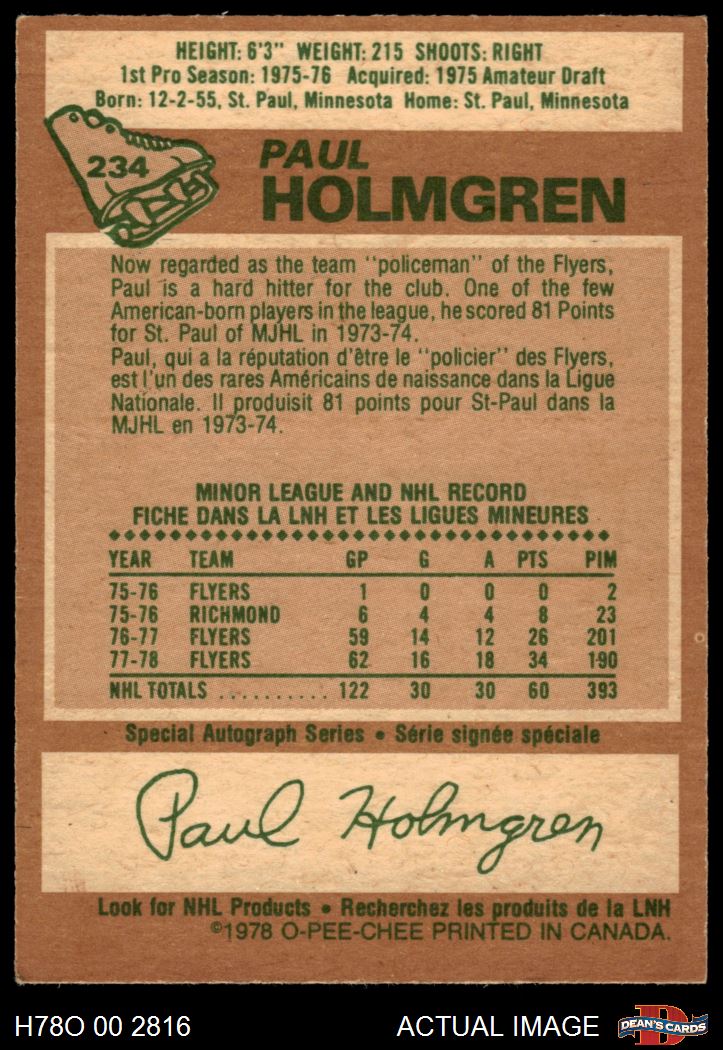 HEIGHT: 6'3" WEIGHT: 215 SHOOTS: RIGHT
1st Pro Season: 1975-76 Acquired: 1975 Amateur Draft
Born: 12-2-55, St. Paul, Minnesota Home: St. Paul, Minnesota
234
PAUL
HOLMGREN
Now regarded as the team "policeman" of the Flyers,
Paul is a hard hitter for the club. One of the few
American-born players in the league, he scored 81 Points
for St. Paul of MJHL in 1973-74.
Paul, qui a la réputation d'être le "policier" des Flyers,
est l'un des rares Américains de naissance dans la Ligue
Nationale. Il produisit 81 points pour St-Paul dans la
MJHL en 1973-74.
MINOR LEAGUE AND NHL RECORD
FICHE DANS LA LNH ET LES LIGUES MINEURES
YEAR TEAM GP G A PTS PIM
75-76 FLYERS 1 0 0 0 2
75-76 RICHMOND 6 4 4 8 23
76-77 FLYERS 59 14 12 26 201
77-78 FLYERS 62 16 18 34 190
NHL TOTALS .......... 122 30 30 60 393
Special Autograph Series • Série signée spéciale
Paul Holmgren
Look for NHL Products • Recherchez les produits de la LNH
©1978 O-PEE-CHEE PRINTED IN CANADA.
H78O 00 2816 ACTUAL IMAGE D DEAN'S CARDS